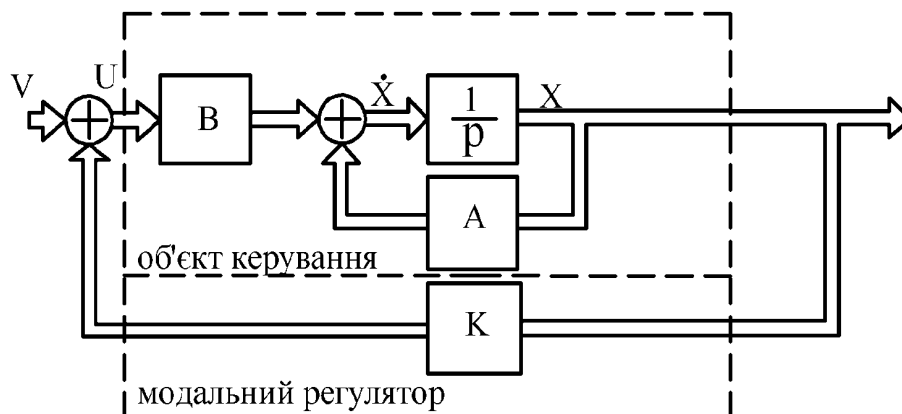 V
U
B
Ẋ
1
p
X
A
об'єкт керування
K
модальний регулятор